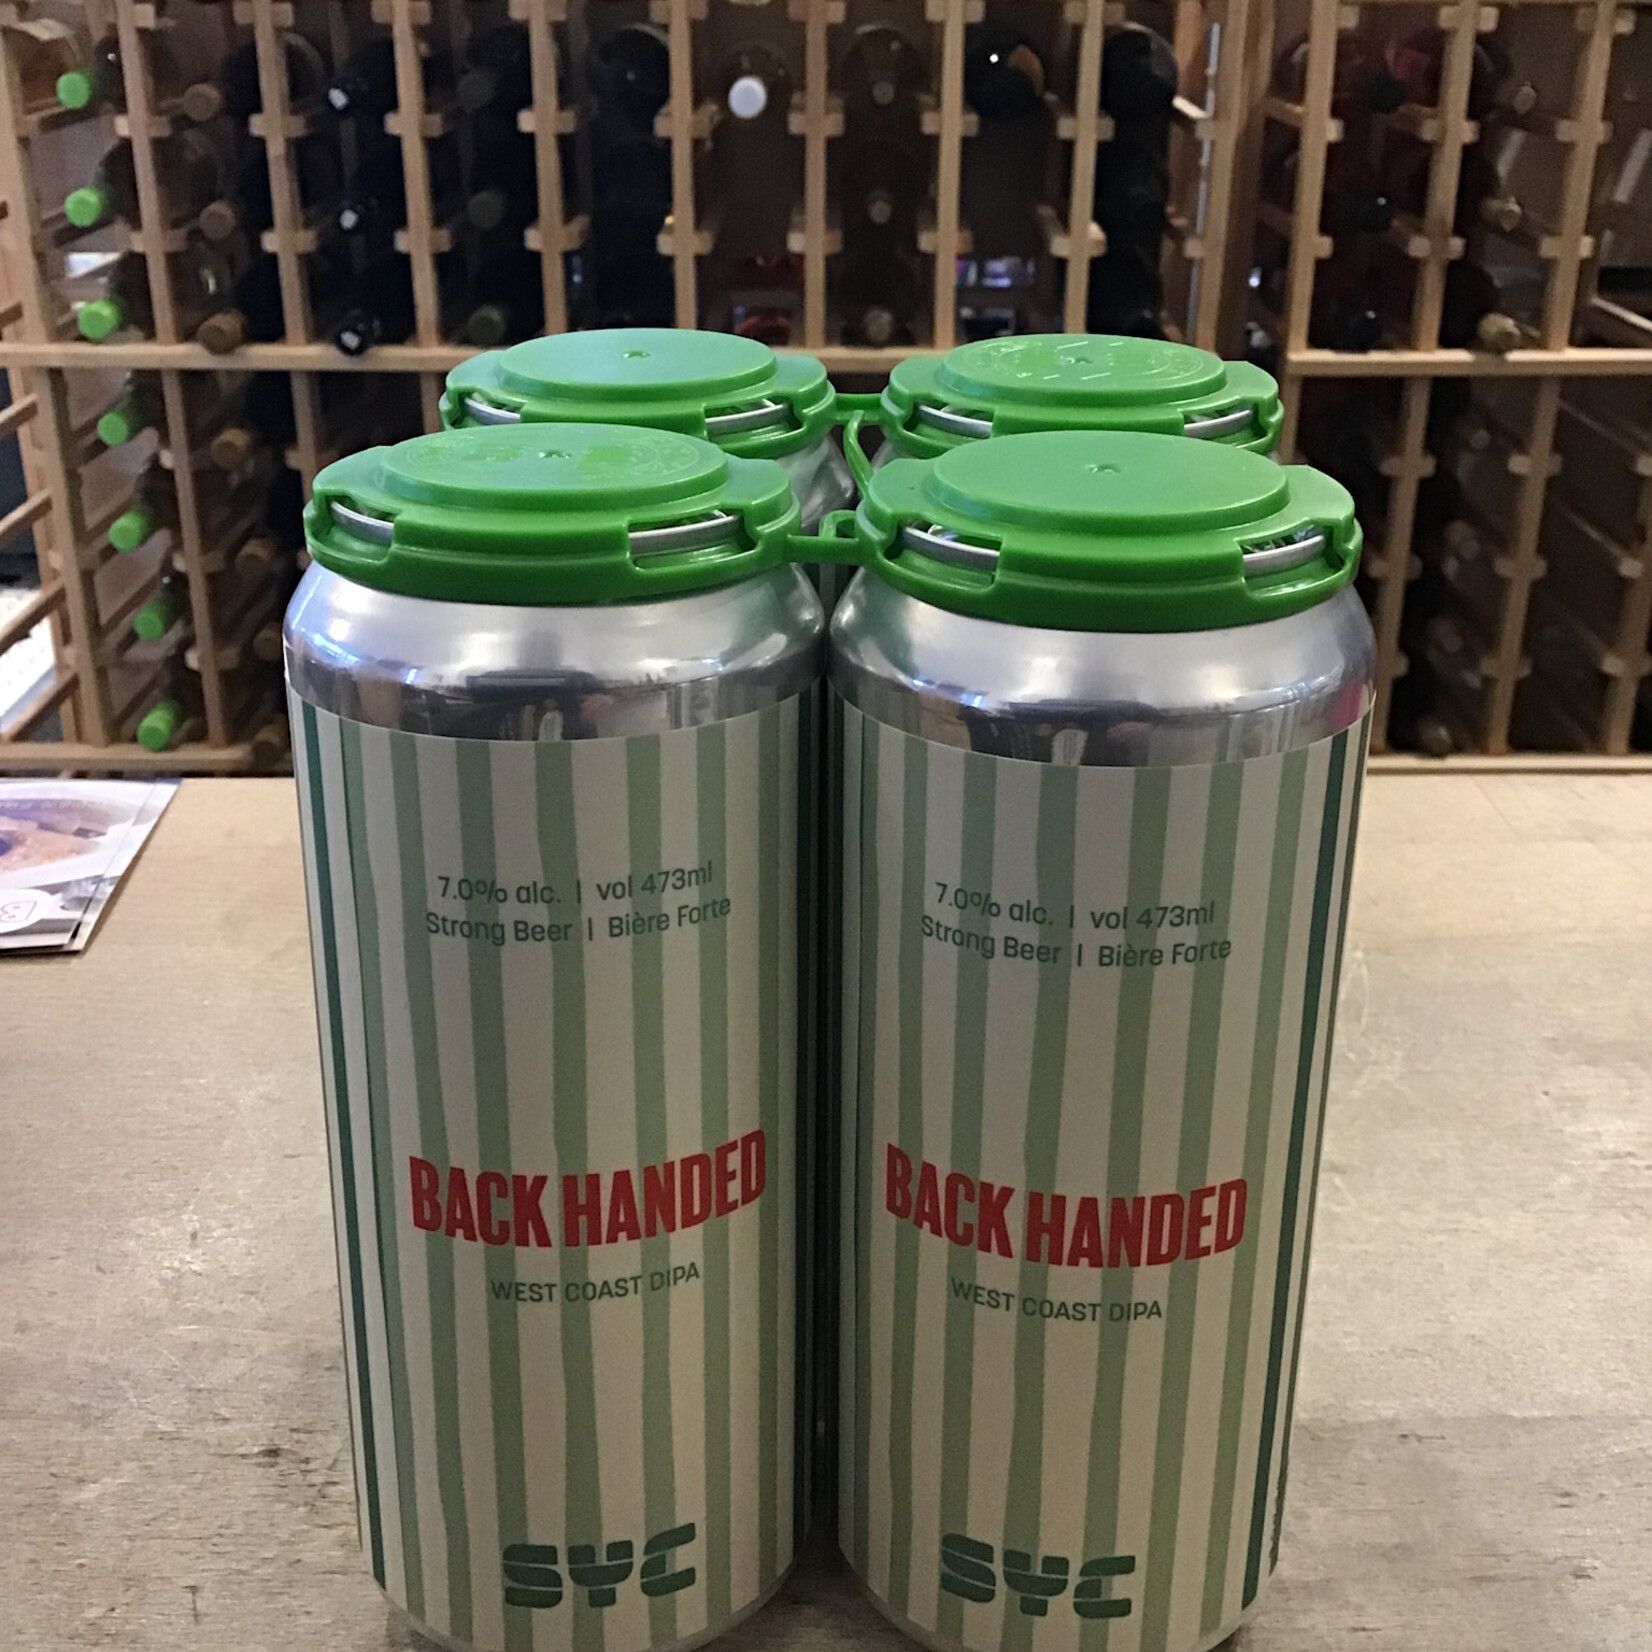 7.0% alc. | vol 473ml
Strong Beer | Bière Forte
BACK HANDED
WEST COAST DIPA
SYC
7.0% alc. | vol 473ml
Strong Beer | Bière Forte
BACK HANDED
WEST COAST DIPA
SYC